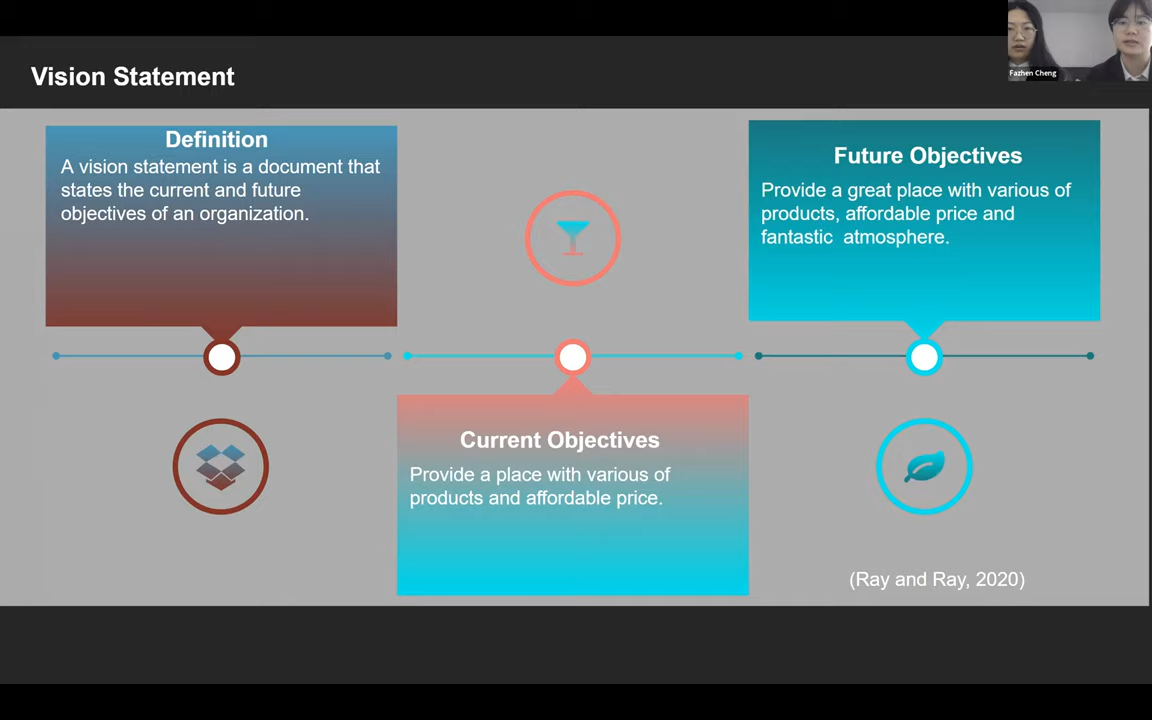 Vision Statement
Fazhen Cheng
Definition
A vision statement is a document that
states the current and future
objectives of an organization.
Current Objectives
Provide a place with various of
products and affordable price.
Future Objectives
Provide a great place with various of
products, affordable price and
fantastic  atmosphere.
(Ray and Ray, 2020)